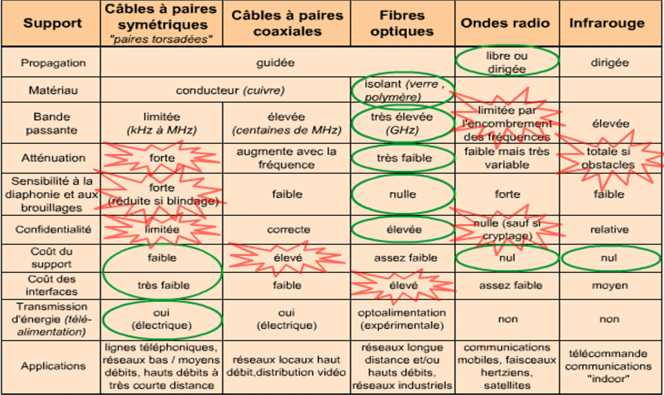 Support
Câbles à paires
symétriques
"paires torsadées"
Câbles à paires
coaxiales
Fibres
optiques
Ondes radio
Infrarouge
Propagation
guidée
libre ou
dirigée
dirigée
Matériau
conducteur (cuivre)
isolant (verre ,
polymère)
Bande
passante
limitée
(kHz à MHz)
élevée
(centaines de MHz)
très élevée
(GHz)
limitée par
l'encombrement
des fréquences
élevée
Atténuation
forte
augmente avec la
fréquence
très faible
faible mais très
variable
totale si
obstacles
Sensibilité à la
diaphonie et aux
brouillages
forte
(réduite si blindage)
faible
nulle
forte
faible
Confidentialité
limitée
correcte
élevée
nulle (sauf si
cryptage)
relative
Coût du
support
faible
élevé
assez faible
nul
nul
Coût des
interfaces
très faible
faible
élevé
assez faible
moyen
Transmission
d'énergie (télé-
alimentation)
oui
(électrique)
oui
(électrique)
optoalimentation
(expérimentale)
non
non
Applications
lignes téléphoniques,
réseaux bas / moyens
débits, hauts débits à
très courte distance
réseaux locaux haut
débit,distribution vidéo
réseaux longue
distance et/ou
hauts débits,
réseaux industriels
communications
mobiles, faisceaux
hertziens,
satellites
télécommande
communications
"indoor"